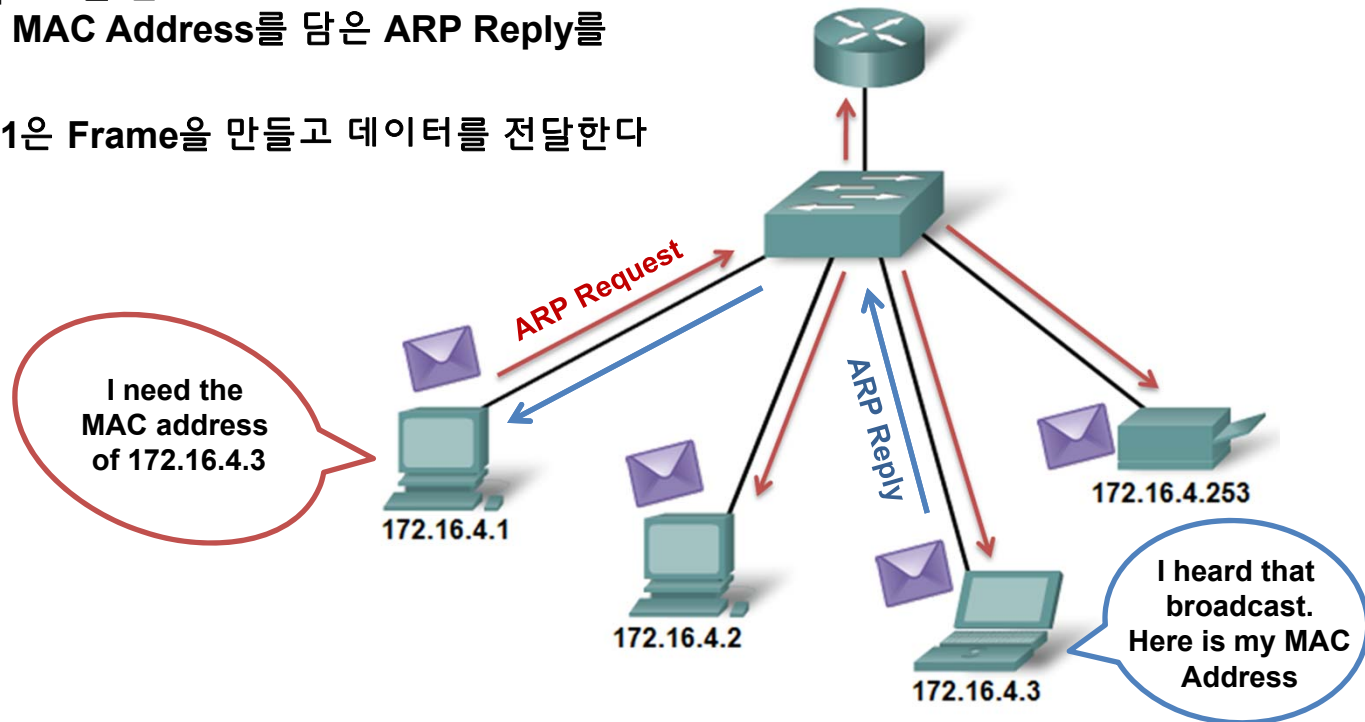 MAC Address를 담은 ARP Reply를
1은 Frame을 만들고 데이터를 전달한다
ARP Request
I need the
MAC address
of 172.16.4.3
ARP Reply
172.16.4.1
172.16.4.2
172.16.4.253
172.16.4.3
I heard that
broadcast.
Here is my MAC
Address